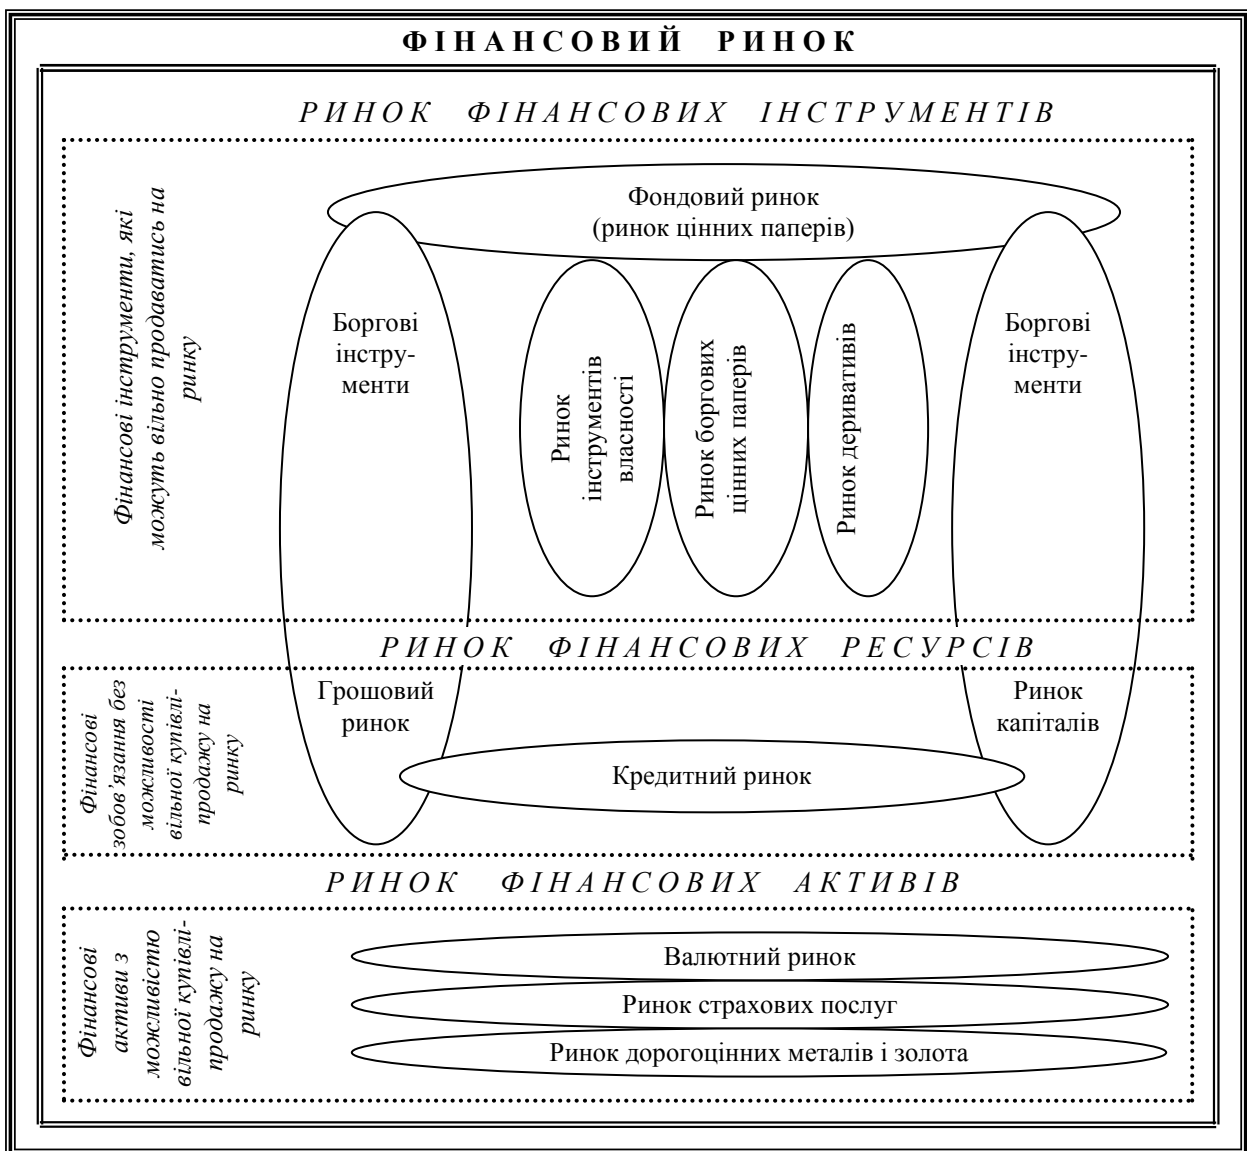 ФІНАНСОВИЙ РИНОК
РИНОК ФІНАНСОВИХ ІНСТРУМЕНТІВ
Фінансові інструменти, які
можуть вільно продаватись на
ринку
Фондовий ринок
(ринок цінних паперів)
Боргові
інстру-
менти
Ринок
інструментів
власності
Ринок боргових
цінних паперів
Ринок деривативів
Боргові
інстру-
менти
РИНОК ФІНАНСОВИХ РЕСУРСІВ
Фінансові
зобов’язання без
можливості
вільної купівлі-
продажу на
ринку
Грошовий
ринок
Ринок
капіталів
Кредитний ринок
РИНОК ФІНАНСОВИХ АКТИВІВ
Фінансові
активи з
можливістю
вільної купівлі-
продажу на
ринку
Валютний ринок
Ринок страхових послуг
Ринок дорогоцінних металів і золота